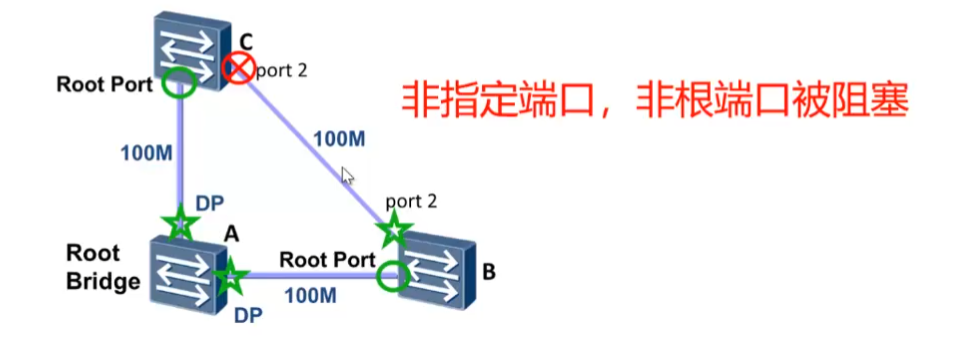 C
port 2
Root Port
非指定端口，非根端口被阻塞
100M
100M
DP
port 2
A
Root
Bridge
Root Port
B
100M
DP